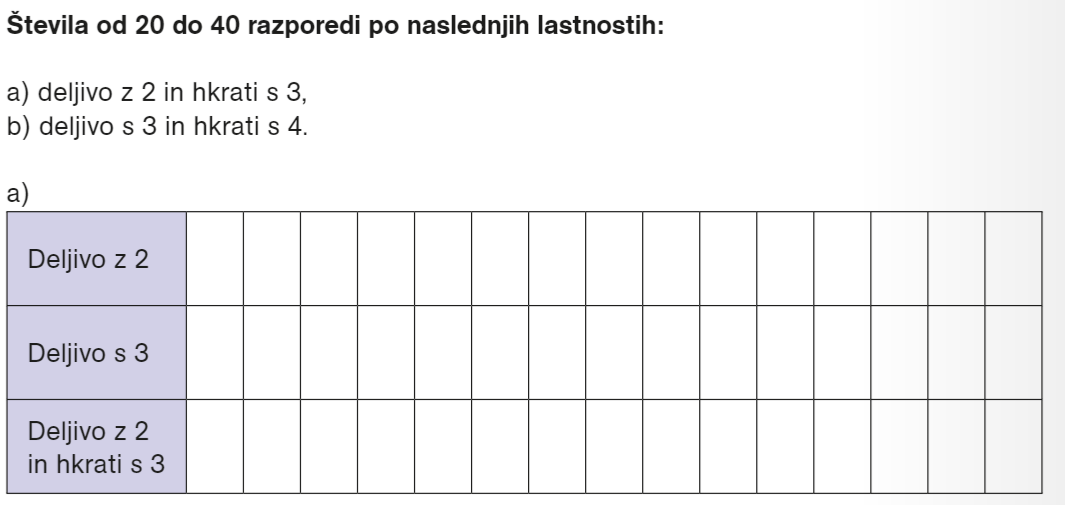 Števila od 20 do 40 razporedi po naslednjih lastnostih:
a) deljivo z 2 in hkrati s 3,
b) deljivo s 3 in hkrati s 4.
a)
Deljivo z 2
Deljivo s 3
Deljivo z 2
in hkrati s 3